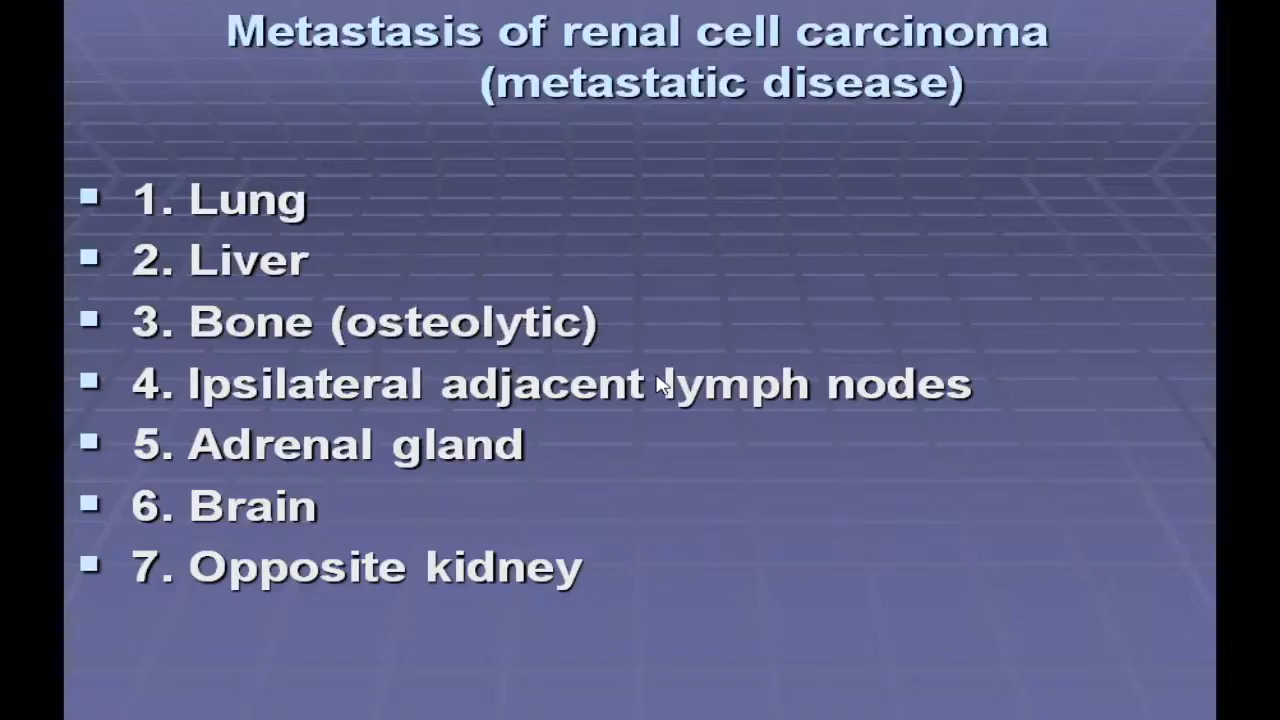 Metastasis of renal cell carcinoma
(metastatic disease)
1. Lung
2. Liver
3. Bone (osteolytic)
4. Ipsilateral adjacent lymph nodes
5. Adrenal gland
6. Brain
7. Opposite kidney